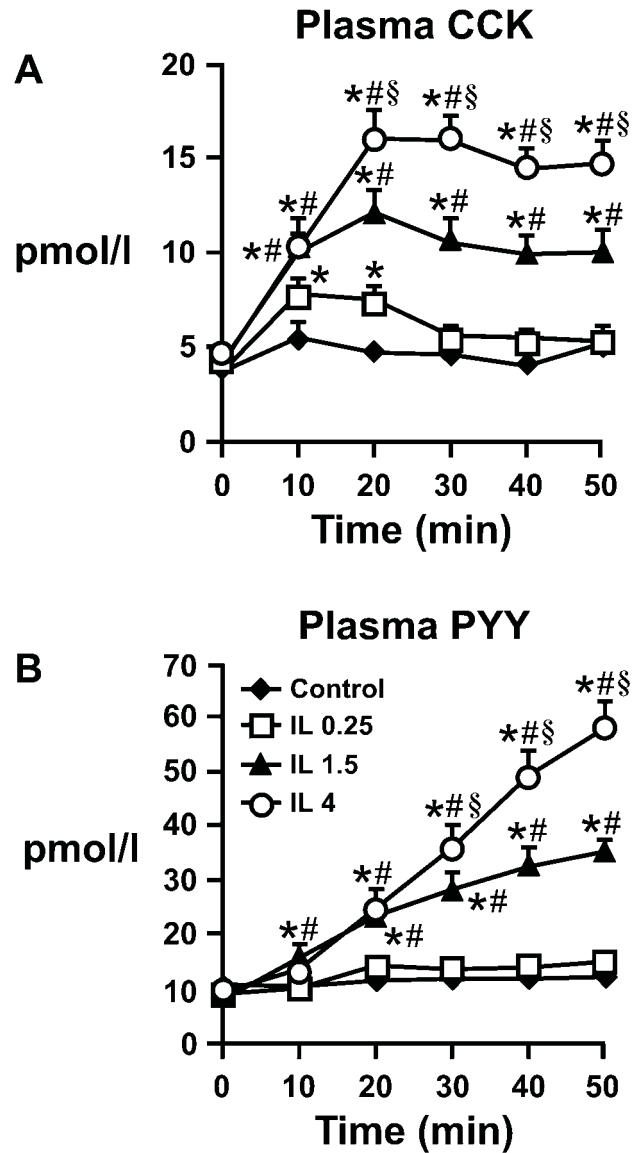 Plasma CCK
A
20
*#§ *#§ *#§ *#§
15
*# *# *# *# *#
pmol/l
10
*#
* *
5
0
0 10 20 30 40 50
Time (min)
Plasma PYY
B
70
Control
*#§
60
IL 0.25
*#§
50
IL 1.5
IL 4
40
*#§ *# *#
pmol/l
30
*# *#
20
*# *#
10
0
0 10 20 30 40 50
Time (min)